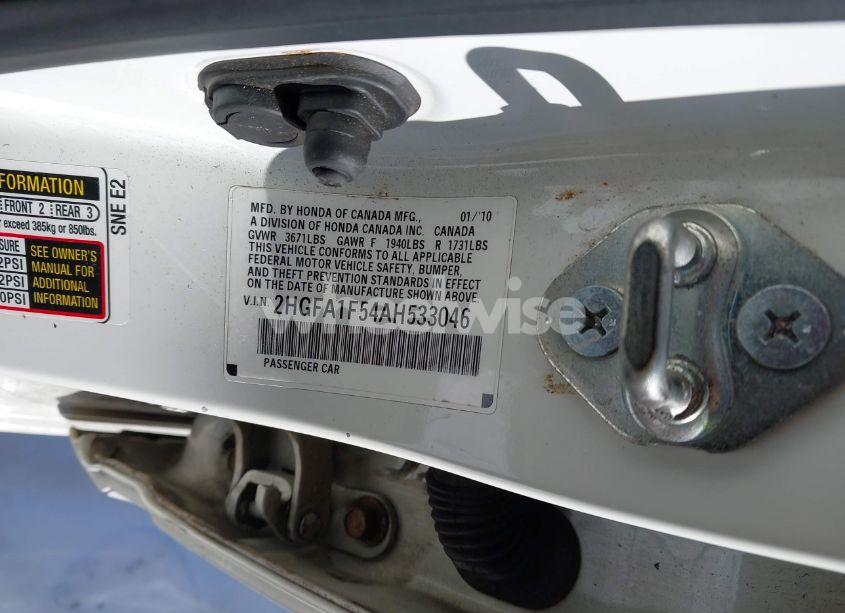 FORMATION
FRONT 2 REAR 3
exceed 385kg or 850lbs.
SURE
2PSI
2PSI
0PSI
SEE OWNER'S
MANUAL FOR
ADDITIONAL
INFORMATION
SNE E2
MFD. BY HONDA OF CANADA MFG., 01/'10
A DIVISION OF HONDA CANADA INC. CANADA
GVWR 3671LBS GAWR F 1940LBS R 1731LBS
THIS VEHICLE CONFORMS TO ALL APPLICABLE
FEDERAL MOTOR VEHICLE SAFETY, BUMPER,
AND THEFT PREVENTION STANDARDS IN EFFECT
ON THE DATE OF MANUFACTURE SHOWN ABOVE.
V.I.N. 2HGFA1F54AH533046
PASSENGER CAR